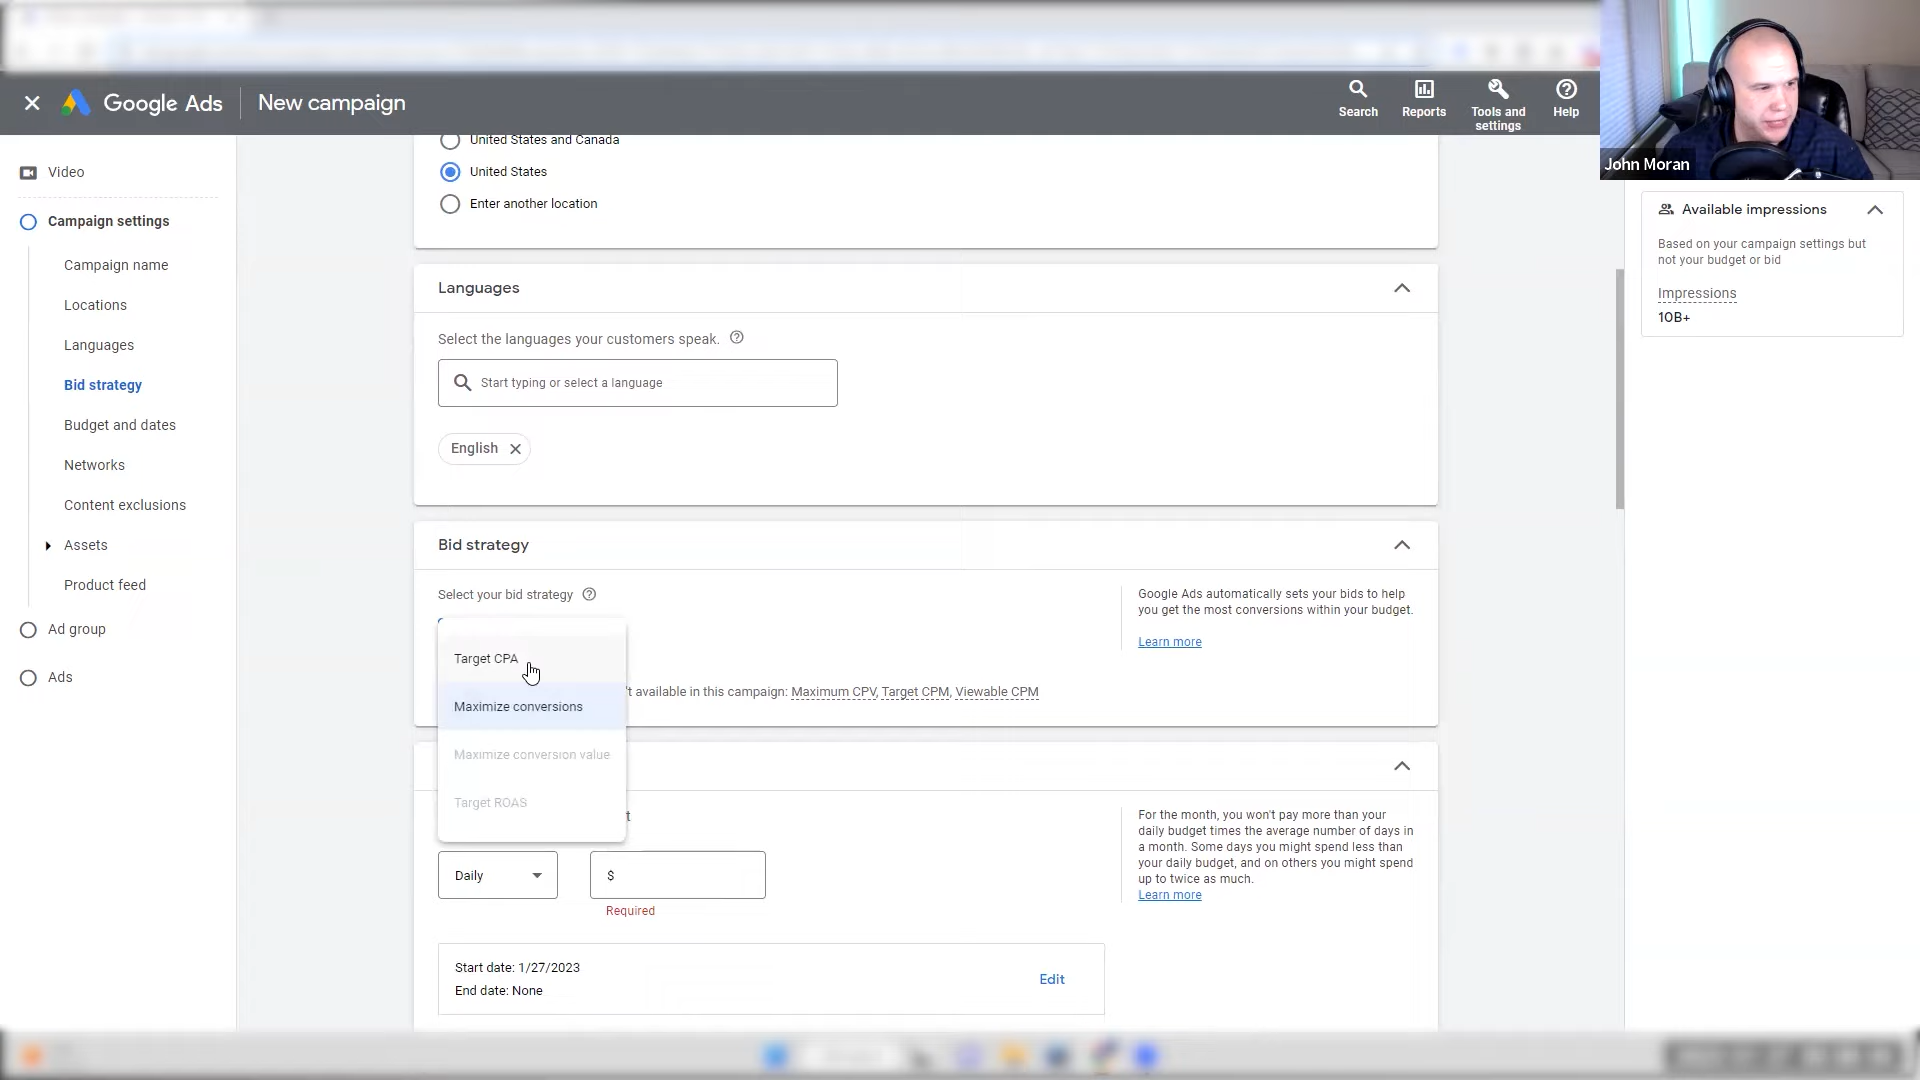 Google Ads
New campaign
Search
Reports
Tools and
settings
Help
John Moran
Video
Campaign settings
Campaign name
Locations
Languages
Bid strategy
Budget and dates
Networks
Content exclusions
Assets
Product feed
Ad group
Ads
United States and Canada
United States
Enter another location
Languages
Select the languages your customers speak.
Start typing or select a language
English
Bid strategy
Select your bid strategy
Target CPA
Maximize conversions
Maximize conversion value
Target ROAS
't available in this campaign: Maximum CPV, Target CPM, Viewable CPM
Google Ads automatically sets your bids to help
you get the most conversions within your budget.
Learn more
t
Daily
$
Required
For the month, you won't pay more than your
daily budget times the average number of days in
a month. Some days you might spend less than
your daily budget, and on others you might spend
up to twice as much.
Learn more
Start date: 1/27/2023
End date: None
Edit
Available impressions
Based on your campaign settings but
not your budget or bid
Impressions
10B+